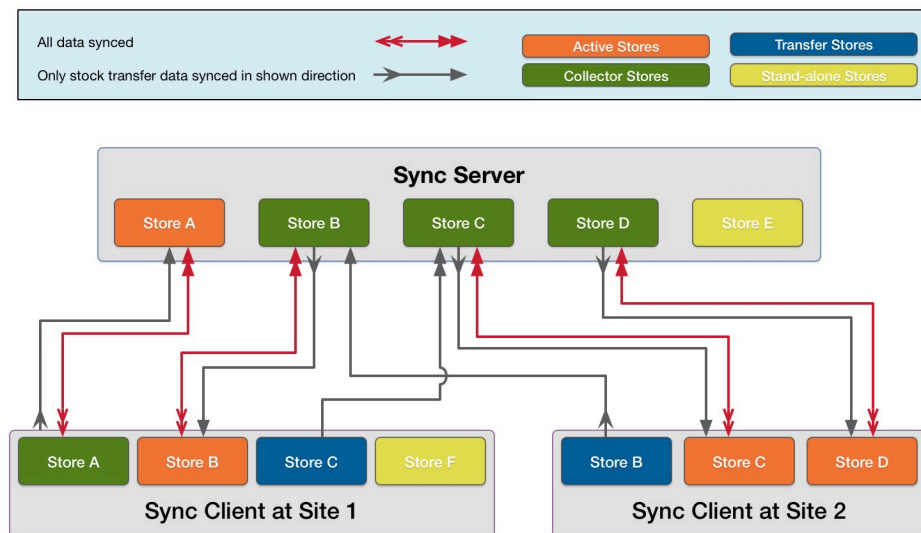 All data synced
Active Stores
Transfer Stores
Only stock transfer data synced in shown direction
Collector Stores
Stand-alone Stores
Sync Server
Store A
Store B
Store C
Store D
Store E
Store A
Store B
Store C
Store F
Store B
Store C
Store D
Sync Client at Site 1
Sync Client at Site 2